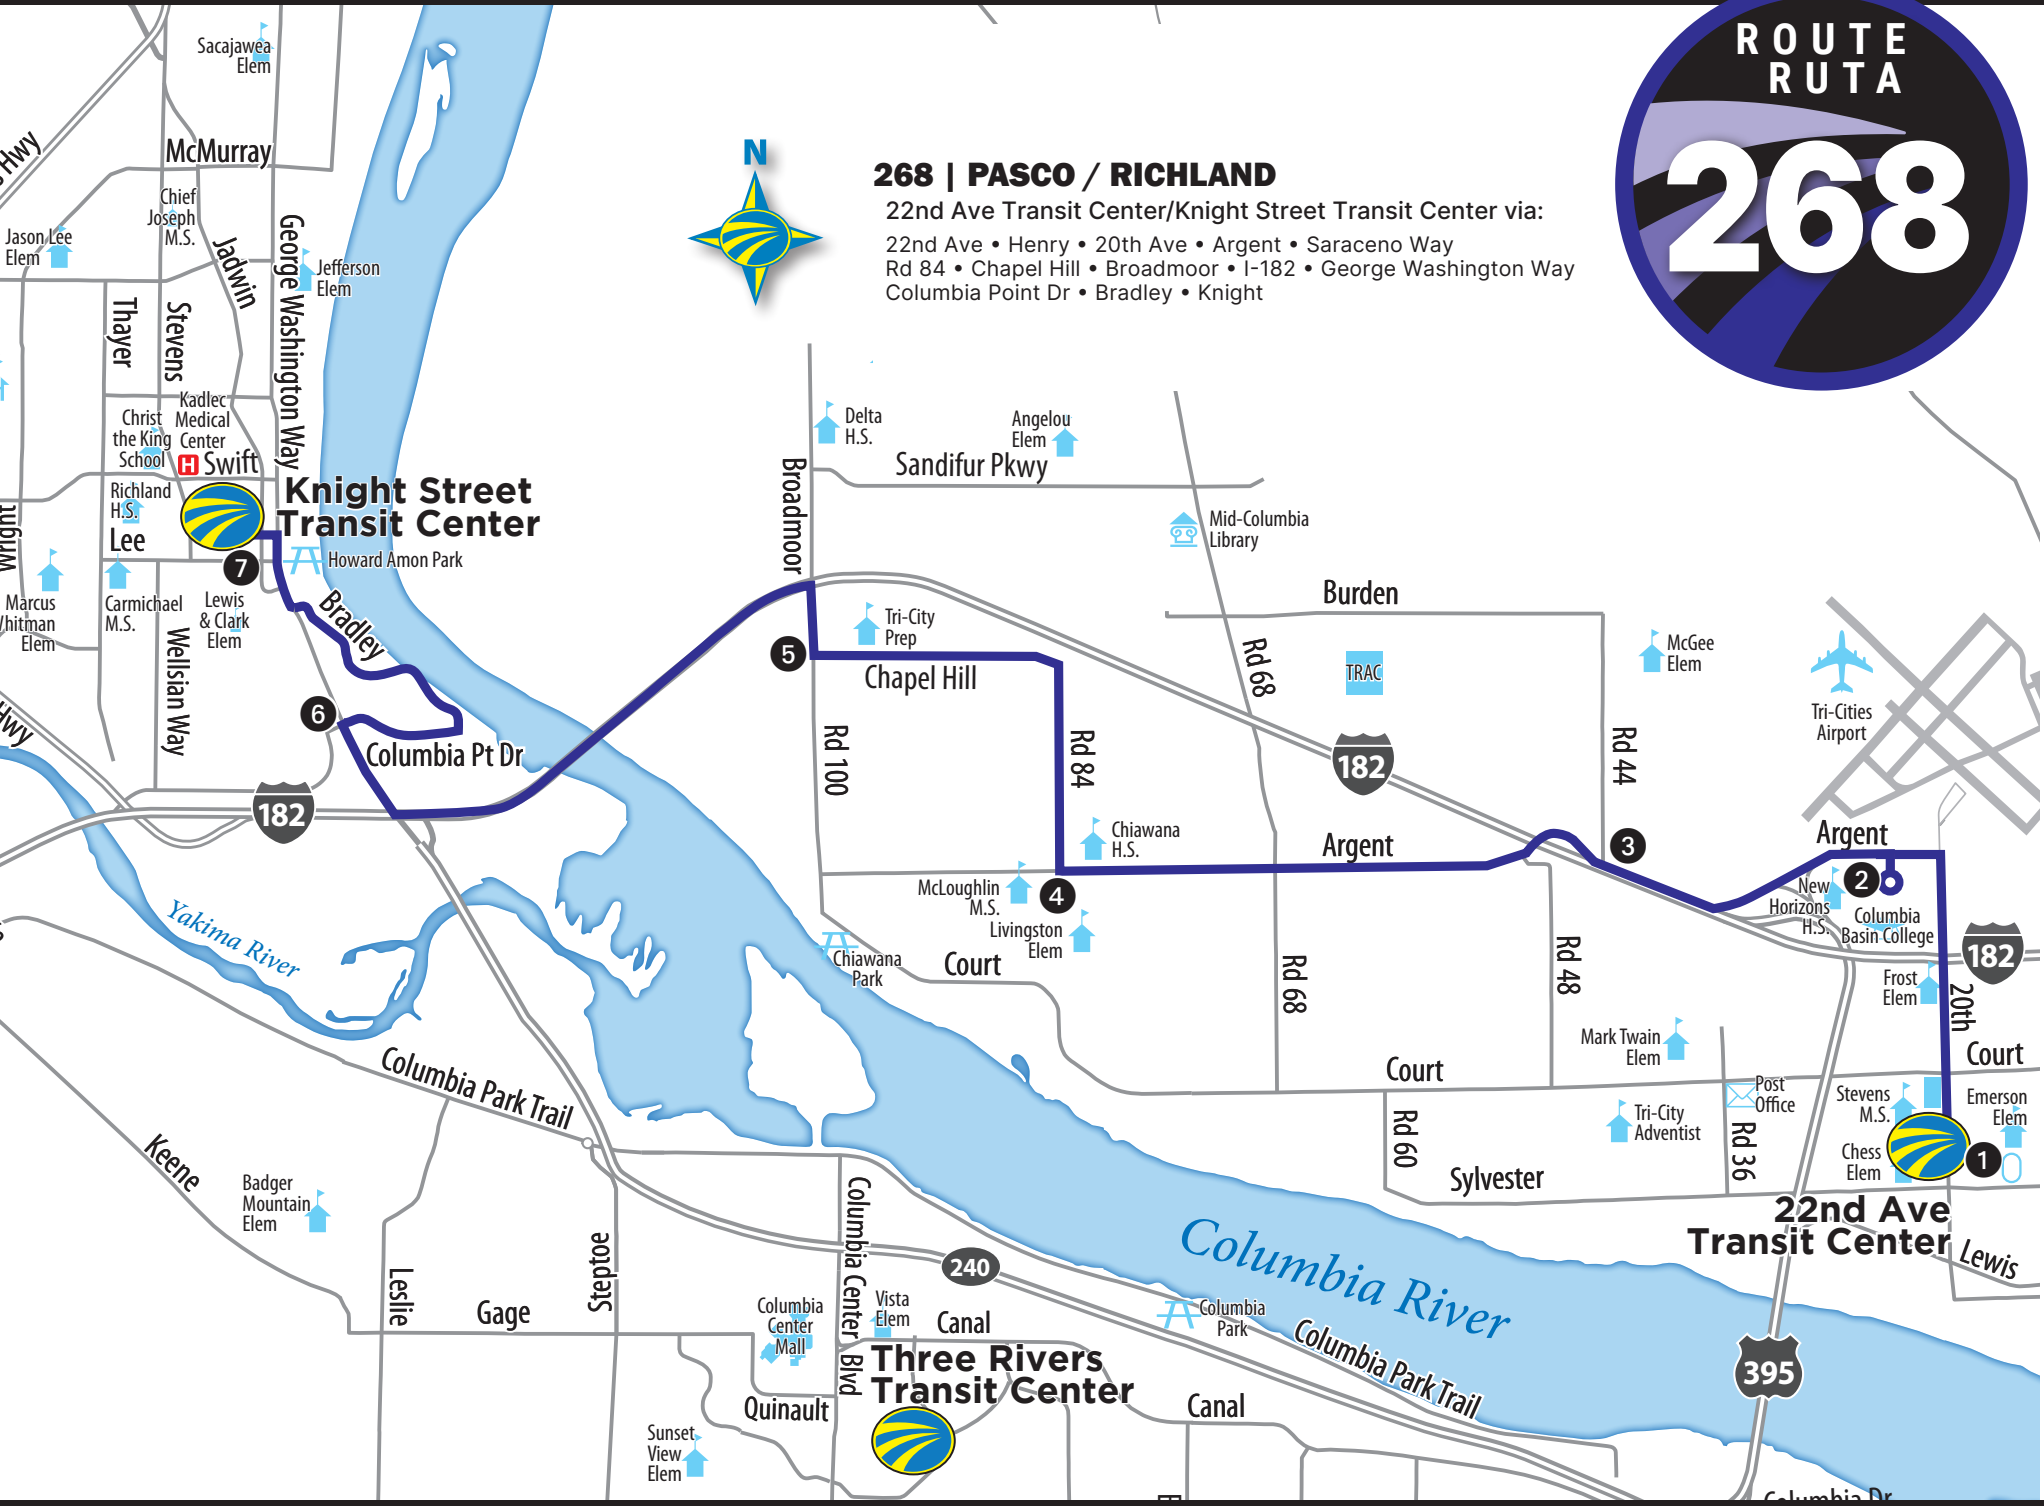 ROUTE
RUTA
268
N
268 | PASCO / RICHLAND
22nd Ave Transit Center/Knight Street Transit Center via:
22nd Ave • Henry • 20th Ave • Argent • Saraceno Way
Rd 84 • Chapel Hill • Broadmoor • I-182 • George Washington Way
Columbia Point Dr • Bradley • Knight
Sacajawea
Elem
Hwy
McMurray
Chief
Joseph
M.S.
Jason Lee
Elem
Jadwin
George Washington Way
Jefferson
Elem
Thayer
Stevens
Kadlec
Medical
Center
Christ
the King
School
H
Swift
Richland
H.S.
Knight Street
Transit Center
Wright
Lee
7
Howard Amon Park
Marcus
Whitman
Elem
Carmichael
M.S.
Lewis
& Clark
Elem
Bradley
Wellsian Way
6
Columbia Pt Dr
Hwy
182
Delta
H.S.
Angelou
Elem
Sandifur Pkwy
Broadmoor
Mid-Columbia
Library
Burden
Tri-City
Prep
5
Chapel Hill
Rd 68
TRAC
McGee
Elem
Tri-Cities
Airport
Rd 100
Rd 84
182
Rd 44
Chiawana
H.S.
Argent
3
Argent
McLoughlin
M.S.
4
Livingston
Elem
New
Horizons
H.S.
2
Columbia
Basin College
182
Yakima River
Chiawana
Park
Court
Rd 68
Rd 48
Frost
Elem
20th
Mark Twain
Elem
Court
Court
Columbia Park Trail
Post
Office
Stevens
M.S.
Emerson
Elem
Rd 60
Tri-City
Adventist
Rd 36
Chess
Elem
1
Keene
Badger
Mountain
Elem
Sylvester
22nd Ave
Transit Center
Lewis
Columbia River
Leslie
Steptoe
Columbia Center Blvd
240
Gage
Columbia
Center
Mall
Vista
Elem
Canal
Columbia
Park
Columbia Park Trail
395
Three Rivers
Transit Center
Quinault
Canal
Sunset
View
Elem
Columbia Dr